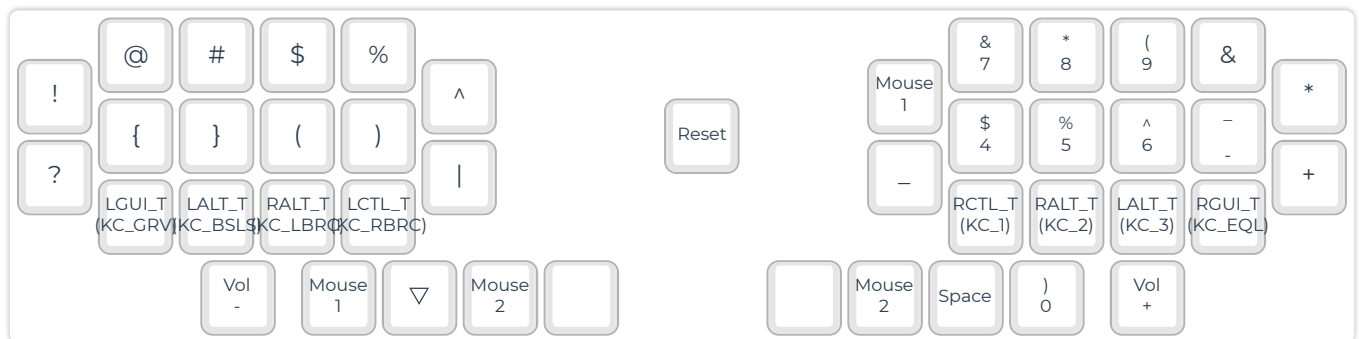 @ # $ %
& * (
7 8 9 &
! ^
Mouse
1
*
{ } ( )
Reset
$ % ^ _
4 5 6 -
? |
_
+
LGUI_T LALT_T RALT_T LCTL_T
(KC_GRV) (KC_BSLS) (KC_LBRC) (KC_RBRC)
RCTL_T RALT_T LALT_T RGUI_T
(KC_1) (KC_2) (KC_3) (KC_EQL)
Vol
-
Mouse
1
▽
Mouse
2
Mouse
2
Space
)
0
Vol
+